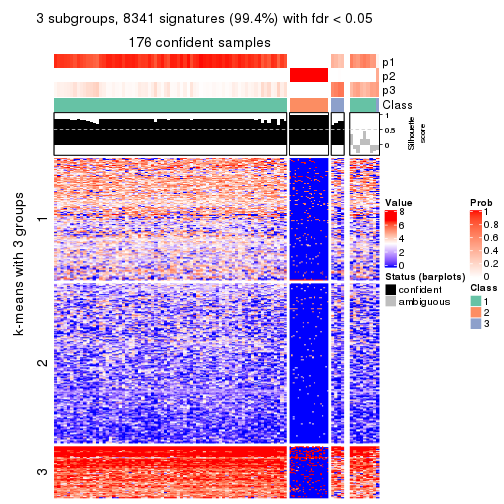 3 subgroups, 8341 signatures (99.4%) with fdr < 0.05
176 confident samples
p1
p2
p3
Class
1
0.5
0
Silhouette
score
k-means with 3 groups
1
2
3
Value
8
6
4
2
0
Status (barplots)
confident
ambiguous
Prob
1
0.8
0.6
0.4
0.2
0
Class
1
2
3